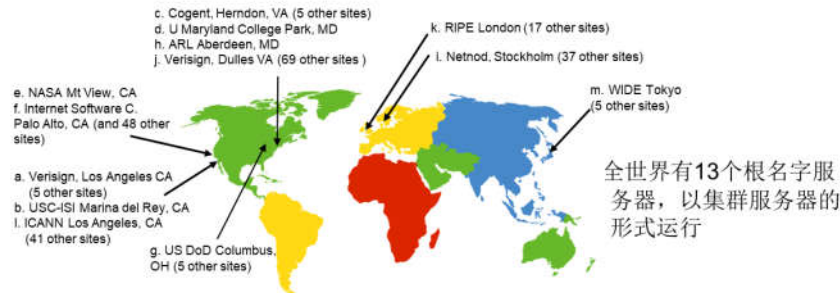 c. Cogent, Herndon, VA (5 other sites)
d. U Maryland College Park, MD
h. ARL Aberdeen, MD
j. Verisign, Dulles VA (69 other sites )
k. RIPE London (17 other sites)
i. Netnod, Stockholm (37 other sites)
m. WIDE Tokyo
(5 other sites)
e. NASA Mt View, CA
f. Internet Software C.
Palo Alto, CA (and 48 other
sites)
a. Verisign, Los Angeles CA
(5 other sites)
b. USC-ISI Marina del Rey, CA
l. ICANN Los Angeles, CA
(41 other sites)
g. US DoD Columbus,
OH (5 other sites)
全世界有13个根名字服
务器，以集群服务器的
形式运行